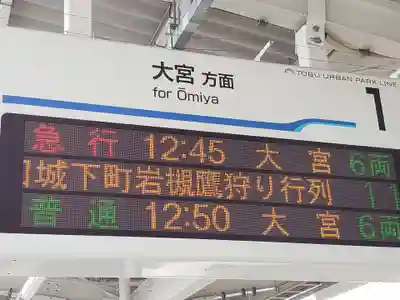 大宮 方面
for Ōmiya
TOBU URBAN PARK LINE
1
急行 12:45 大宮 6両
城下町岩槻鷹狩り行列 11
普通 12:50 大宮 6両